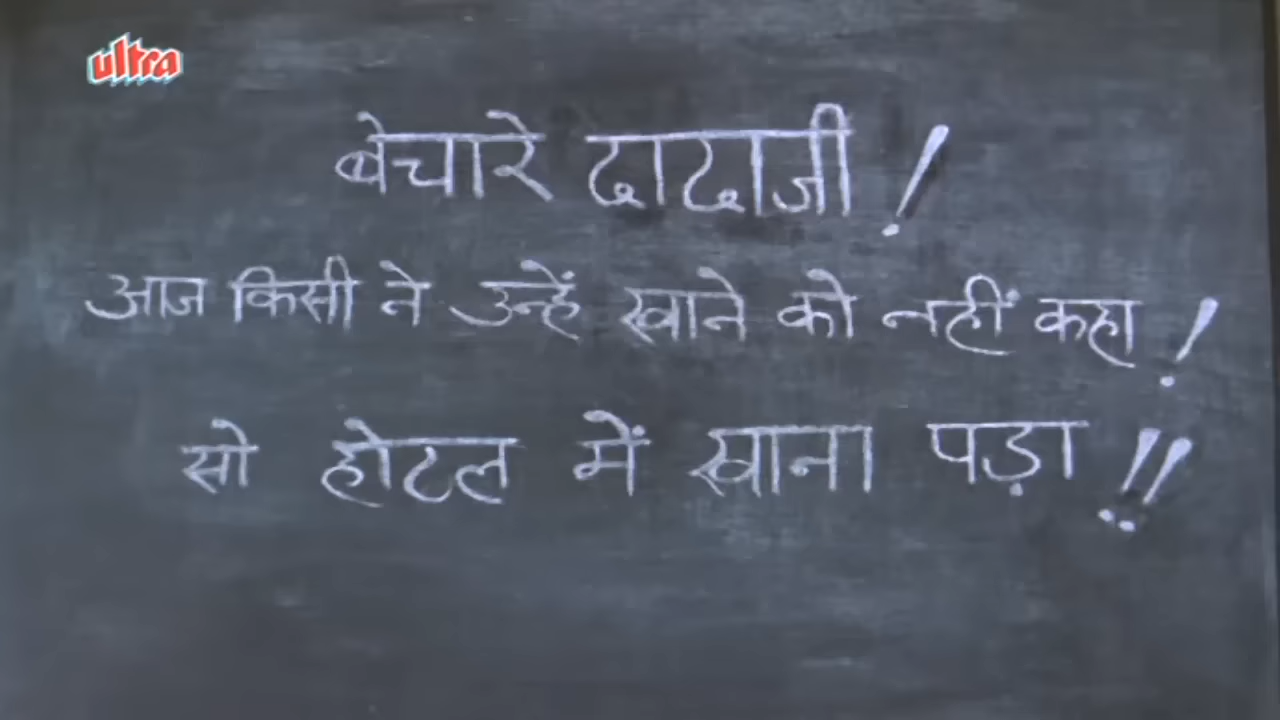 ultra
बेचारे दादाजी !
आज किसी ने उन्हें खाने को नहीं कहा !
सो होटल में खाना पड़ा !!